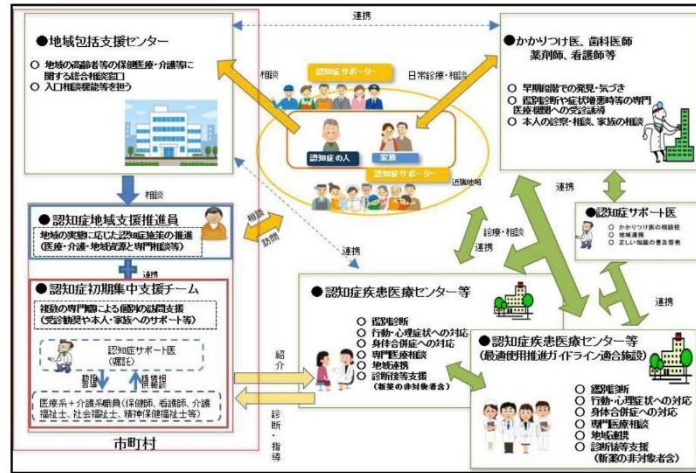 ●地域包括支援センター
○ 地域の高齢者等の保健医療・介護等に
関する総合相談窓口
○ 入口相談機能等を担う
連携
相談
認知症サポーター
日常診療・相談
認知症の人
家族
認知症サポーター
近隣地域
●かかりつけ医、歯科医師
薬剤師、看護師等
○ 早期段階での発見・気づき
○ 鑑別診断や症状増悪時等の専門
医療機関への受診誘導
○ 本人の診察・相談、家族の相談
相談
●認知症地域支援推進員
地域の実態に応じた認知症施策の推進
(医療・介護・地域資源と専門相談等)
連携
●認知症初期集中支援チーム
複数の専門職による個別の訪問支援
(受診勧奨や本人・家族へのサポート等)
認知症サポート医
(嘱託)
医療系+介護系職員(保健師、看護師、介護
福祉士、社会福祉士、精神保健福祉士等)
市町村
相談
訪問
連携
診療・相談
連携
連携
●認知症サポート医
○ かかりつけ医の相談役
○ 地域連携
○ 正しい知識の普及啓発
連携
紹介
診断・指導
●認知症疾患医療センター等
○ 鑑別診断
○ 行動・心理症状への対応
○ 身体合併症への対応
○ 専門医療相談
○ 地域連携
○ 診断後等支援
(新薬の非対象者含)
●認知症疾患医療センター等
(最適使用推進ガイドライン適合施設)
○ 鑑別診断
○ 行動・心理症状への対応
○ 身体合併症への対応
○ 専門医療相談
○ 地域連携
○ 診断後等支援
(新薬の非対象者含)